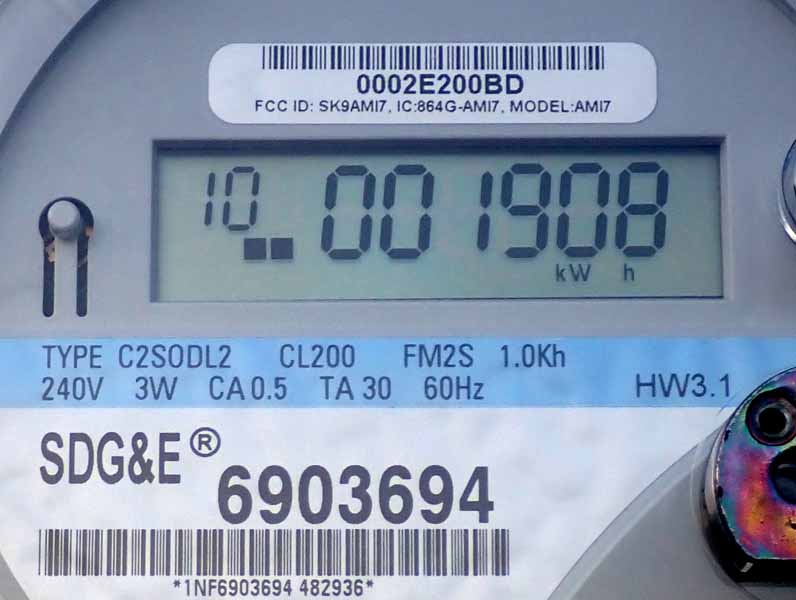 0002E200BD
FCC ID: SK9AMI7, IC:864G-AMI7, MODEL:AMI7
10 001908
kW h
TYPE C2SODL2 CL200 FM2S 1.0Kh
240V 3W CA 0.5 TA 30 60Hz HW3.1
SDG&E®
6903694
*1NF6903694 482936*